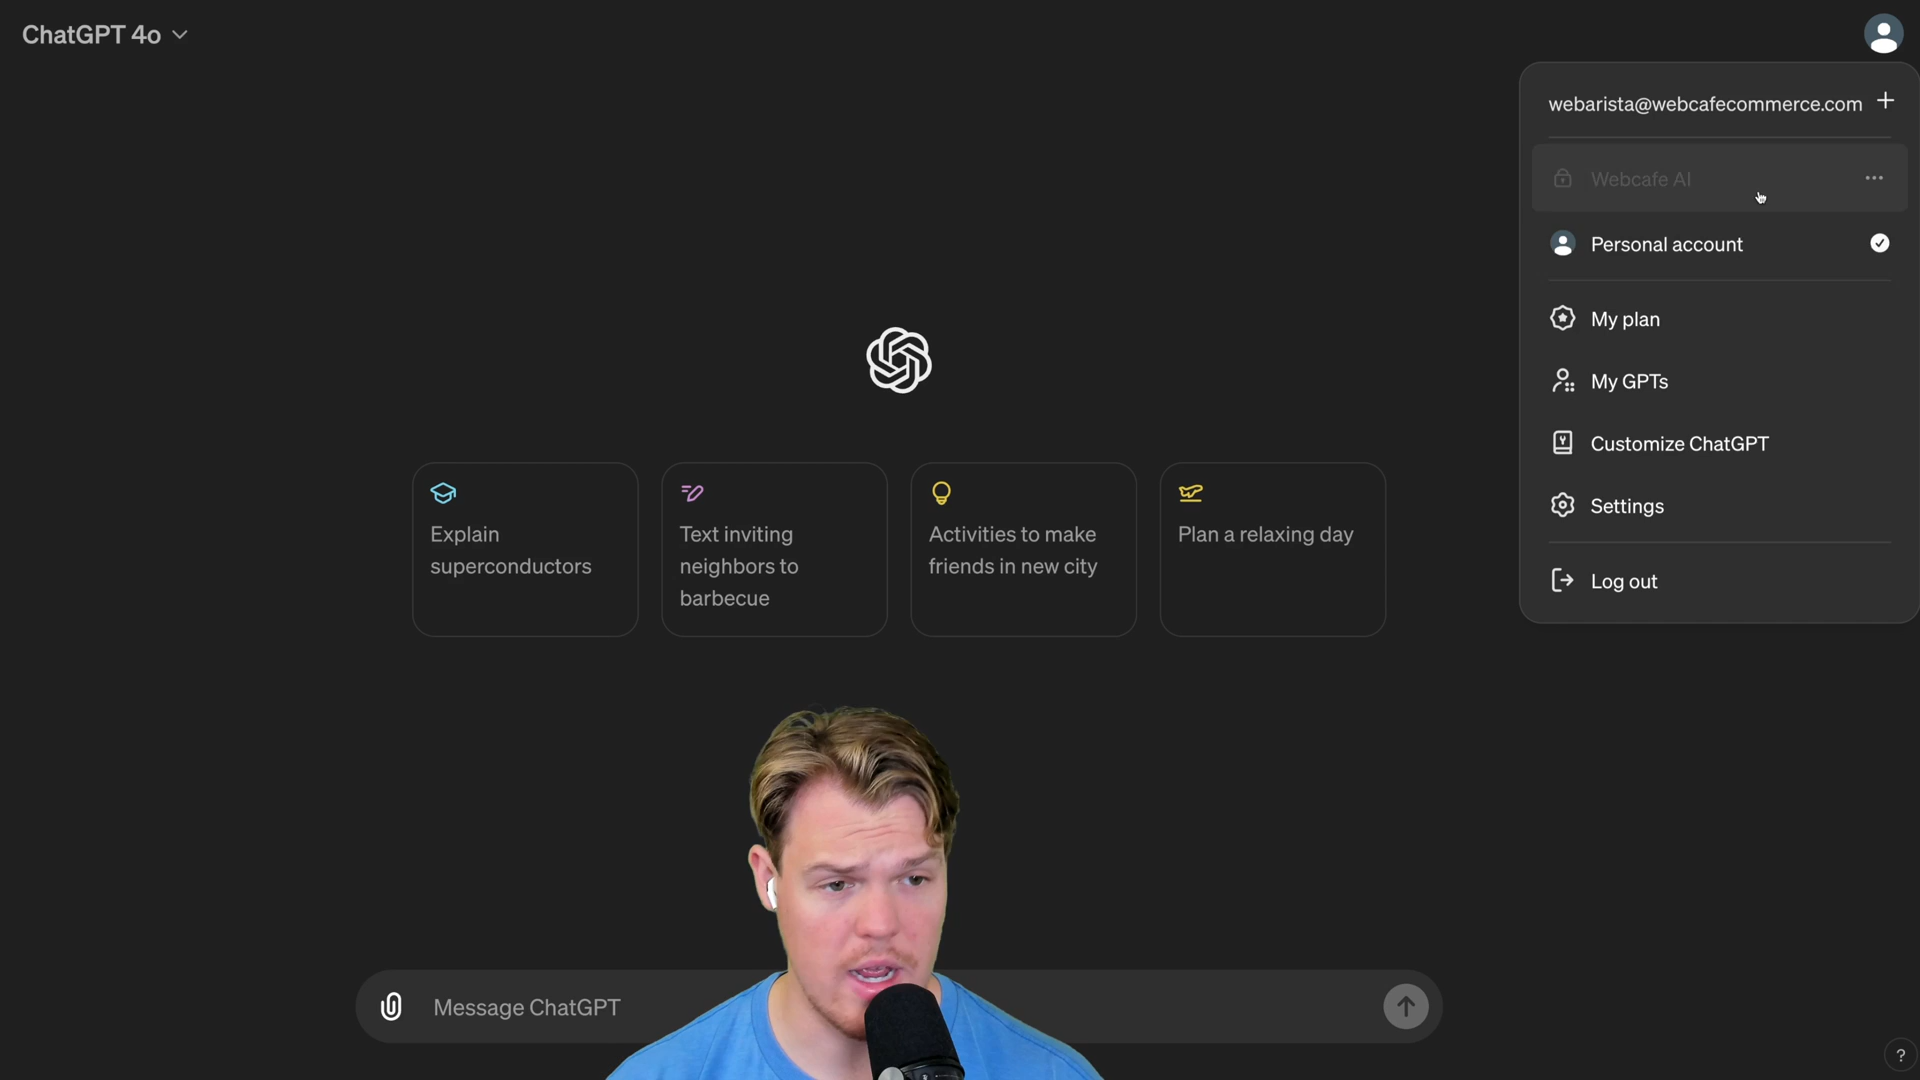 ChatGPT 4o
webarista@webcafecommerce.com
Webcafe AI
Personal account
My plan
My GPTs
Customize ChatGPT
Settings
Log out
Explain
superconductors
Text inviting
neighbors to
barbecue
Activities to make
friends in new city
Plan a relaxing day
Message ChatGPT
?